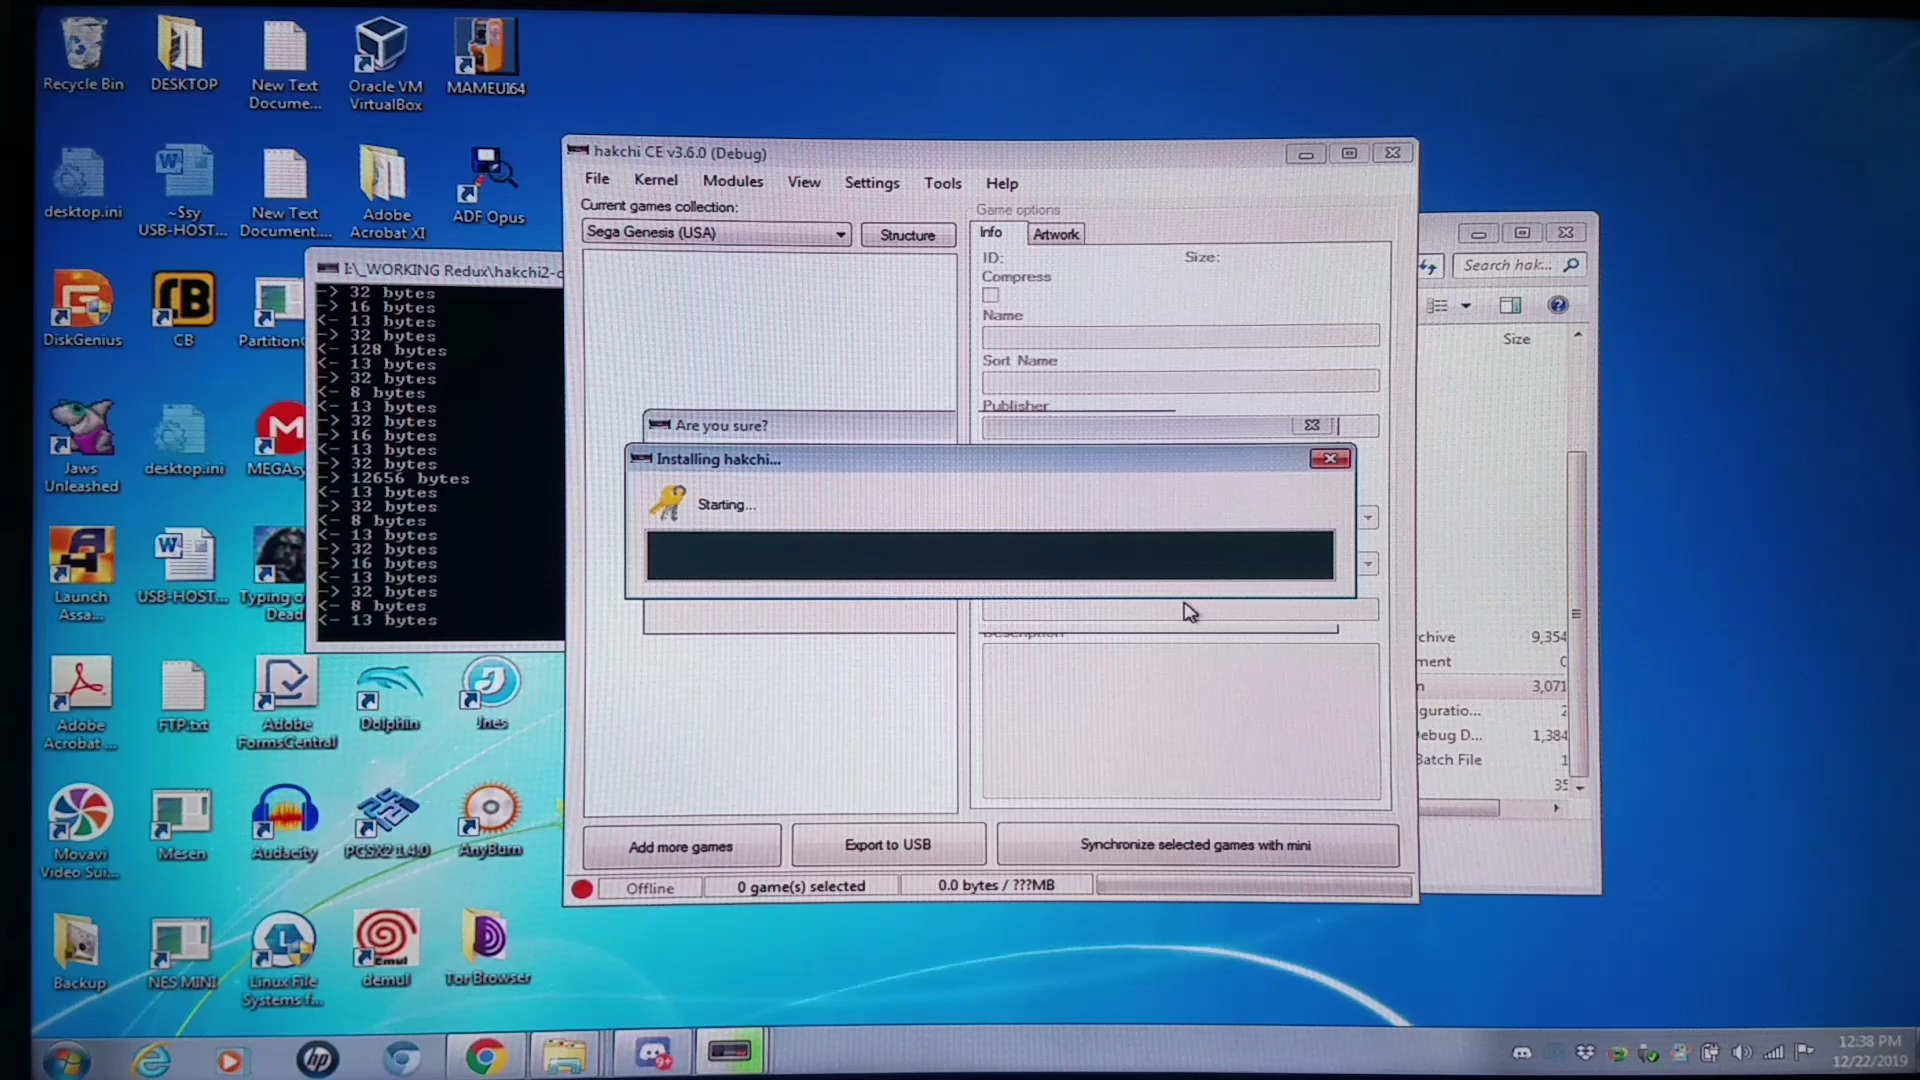 Recycle Bin
DESKTOP
New Text
Docume...
Oracle VM
VirtualBox
MAMEUI64
desktop.ini
~Ssy
USB-HOST...
New Text
Document....
Adobe
Acrobat XI
ADF Opus
DiskGenius
CB
Partition
Jaws
Unleashed
desktop.ini
MEGAsy
Launch
Assa...
USB-HOST...
Typing o
Dead
Adobe
Acrobat ...
FTP.txt
Adobe
FormsCentral
Dolphin
Jnes
Movavi
Video Sui...
Mesen
Audacity
PCSX2 1.4.0
AnyBurn
Backup
NES MINI
Linux File
Systems f...
demul
Tor Browser
I:\_WORKING Redux\hakchi2-c
-> 32 bytes
-> 16 bytes
<- 13 bytes
-> 32 bytes
<- 128 bytes
<- 13 bytes
-> 32 bytes
<- 8 bytes
<- 13 bytes
-> 32 bytes
-> 16 bytes
<- 13 bytes
-> 32 bytes
-> 12656 bytes
<- 13 bytes
-> 32 bytes
<- 8 bytes
<- 13 bytes
-> 32 bytes
-> 16 bytes
<- 13 bytes
-> 32 bytes
<- 8 bytes
<- 13 bytes
hakchi CE v3.6.0 (Debug)
File Kernel Modules View Settings Tools Help
Current games collection:
Sega Genesis (USA)
Structure
Game options
Info Artwork
ID: Size:
Compress
Name
Sort Name
Publisher
Are you sure?
Installing hakchi...
Starting...
Description
Add more games
Export to USB
Synchronize selected games with mini
Offline
0 game(s) selected
0.0 bytes / ???MB
Search hak...
Size
chive 9,354
ment 0
n 3,071
guratio... 2
ebug D... 1,384
Batch File 1
35
Emul
hp
9+
12:38 PM
12/22/2019